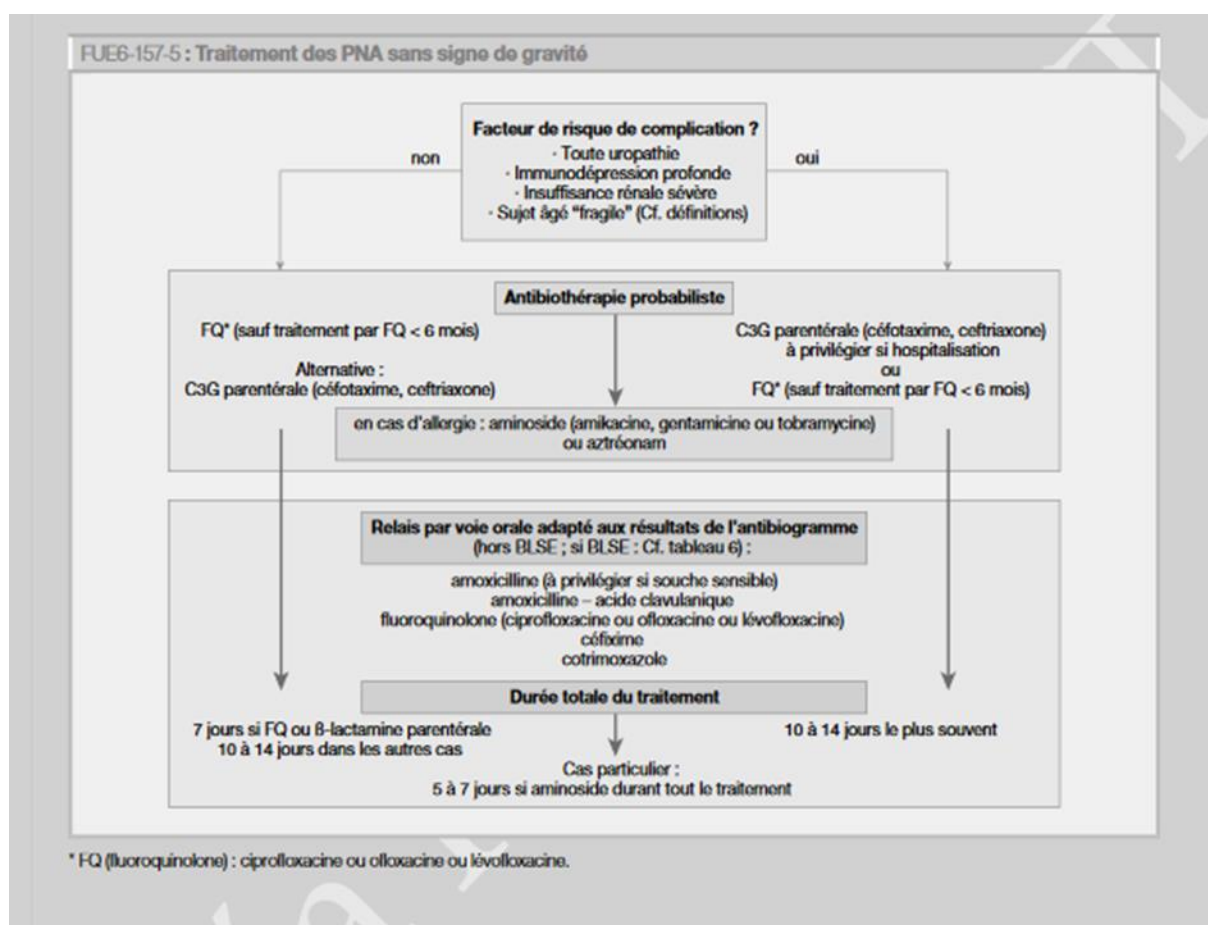 FUE6-157-5 : Traitement des PNA sans signe de gravité
Facteur de risque de complication ?
· Toute uropathie
· Immunodépression profonde
· Insuffisance rénale sévère
· Sujet âgé "fragile" (Cf. définitions)
non
oui
Antibiothérapie probabiliste
FQ* (sauf traitement par FQ < 6 mois)
Alternative :
C3G parentérale (céfotaxime, ceftriaxone)
C3G parentérale (céfotaxime, ceftriaxone)
à privilégier si hospitalisation
ou
FQ* (sauf traitement par FQ < 6 mois)
en cas d'allergie : aminoside (amikacine, gentamicine ou tobramycine)
ou aztréonam
Relais par voie orale adapté aux résultats de l'antibiogramme
(hors BLSE ; si BLSE : Cf. tableau 6) :
amoxicilline (à privilégier si souche sensible)
amoxicilline – acide clavulanique
fluoroquinolone (ciprofloxacine ou ofloxacine ou lévofloxacine)
céfixime
cotrimoxazole
Durée totale du traitement
7 jours si FQ ou ß-lactamine parentérale
10 à 14 jours dans les autres cas
10 à 14 jours le plus souvent
Cas particulier :
5 à 7 jours si aminoside durant tout le traitement
* FQ (fluoroquinolone) : ciprofloxacine ou ofloxacine ou lévofloxacine.